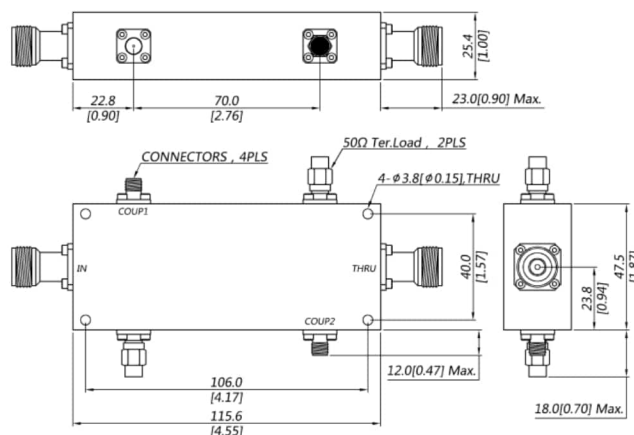 25.4
[1.00]
22.8
[0.90]
70.0
[2.76]
23.0[0.90] Max.
50Ω Ter.Load , 2PLS
CONNECTORS , 4PLS
4-φ3.8[φ0.15],THRU
COUP1
IN
THRU
40.0
[1.57]
COUP2
47.5
[1.87]
23.8
[0.94]
12.0[0.47] Max.
106.0
[4.17]
18.0[0.70] Max.
115.6
[4.55]